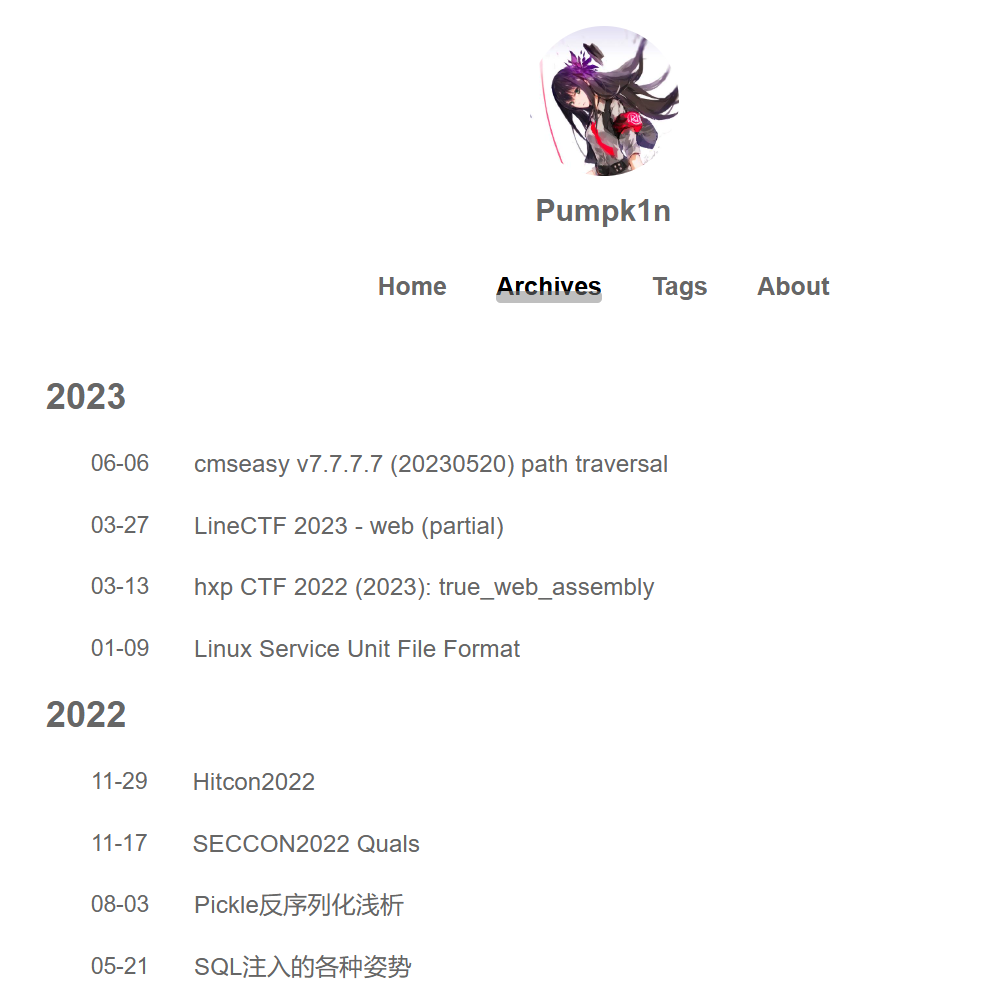 Pumpk1n
Home Archives Tags About
2023
06-06 cmseasy v7.7.7.7 (20230520) path traversal
03-27 LineCTF 2023 - web (partial)
03-13 hxp CTF 2022 (2023): true_web_assembly
01-09 Linux Service Unit File Format
2022
11-29 Hitcon2022
11-17 SECCON2022 Quals
08-03 Pickle反序列化浅析
05-21 SQL注入的各种姿势